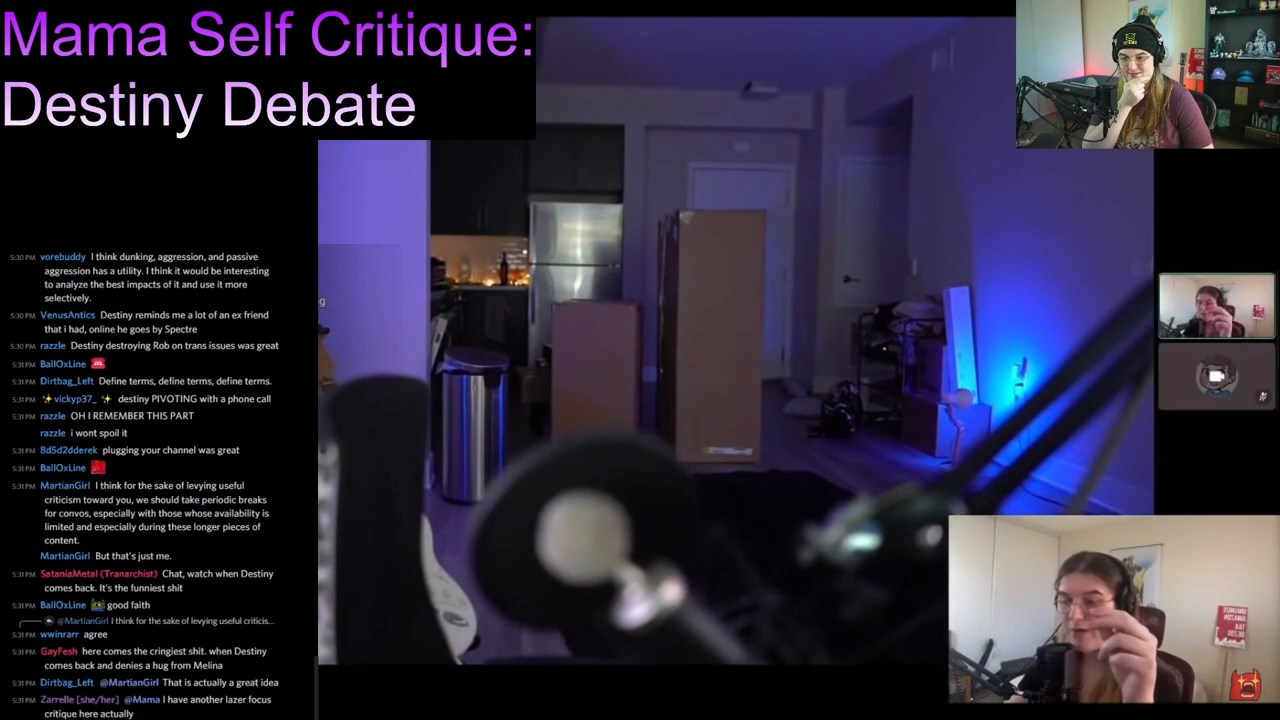 Mama Self Critique:
Destiny Debate
5:30 PM vorebuddy I think dunking, aggression, and passive
aggression has a utility. I think it would be interesting
to analyze the best impacts of it and use it more
selectively.
5:30 PM VenusAntics Destiny reminds me a lot of an ex friend
that i had, online he goes by Spectre
5:30 PM razzle Destiny destroying Rob on trans issues was great
5:31 PM BallOxLine
5:31 PM Dirtbag_Left Define terms, define terms, define terms.
5:31 PM ✨vickyp37_ ✨ destiny PIVOTING with a phone call
5:31 PM razzle OH I REMEMBER THIS PART
razzle i wont spoil it
5:31 PM 8d5d2dderek plugging your channel was great
5:31 PM BallOxLine
5:31 PM MartianGirl I think for the sake of levying useful
criticism toward you, we should take periodic breaks
for convos, especially with those whose availability is
limited and especially during these longer pieces of
content.
MartianGirl But that's just me.
5:31 PM SataniaMetal (Tranarchist) Chat, watch when Destiny
comes back. It's the funniest shit
5:31 PM BallOxLine good faith
@MartianGirl I think for the sake of levying useful criticis...
5:31 PM wwinrarr agree
5:31 PM GayFesh here comes the cringiest shit. when Destiny
comes back and denies a hug from Melina
5:31 PM Dirtbag_Left @MartianGirl That is actually a great idea
5:31 PM Zarrelle [she/her] @Mama I have another lazer focus
critique here actually
g